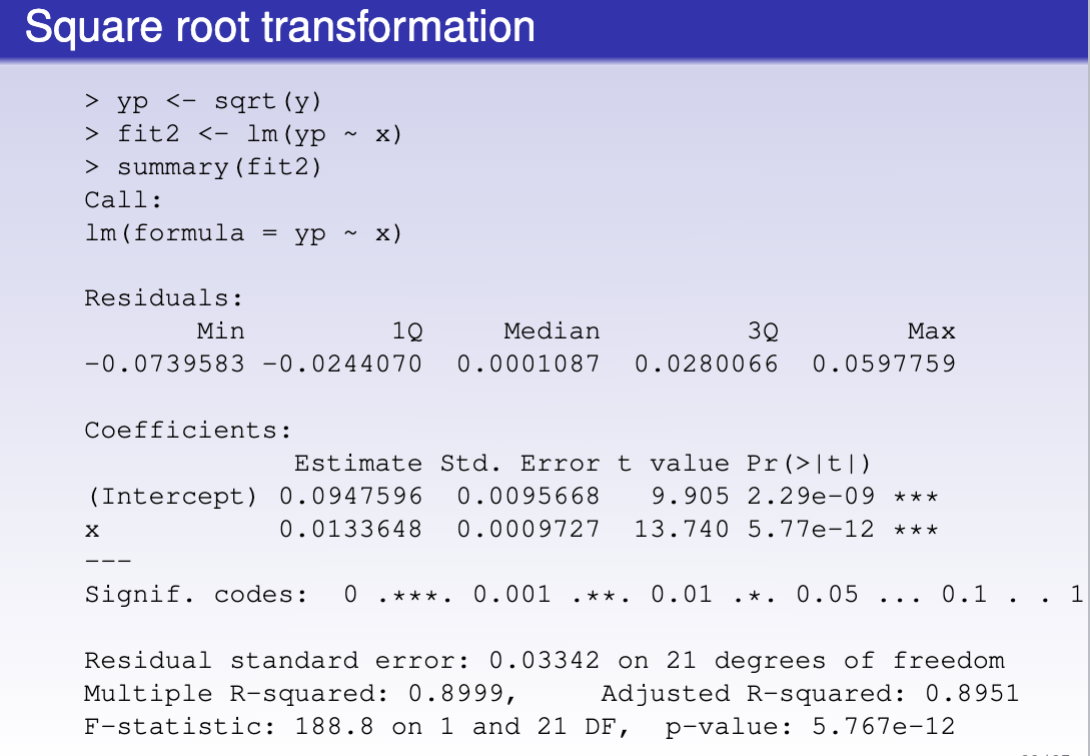 Square root transformation
> yp <- sqrt(y)
> fit2 <- lm(yp ~ x)
> summary(fit2)
Call:
lm(formula = yp ~ x)
Residuals:
Min 1Q Median 3Q Max
-0.0739583 -0.0244070 0.0001087 0.0280066 0.0597759
Coefficients:
Estimate Std. Error t value Pr(>|t|)
(Intercept) 0.0947596 0.0095668 9.905 2.29e-09 ***
x 0.0133648 0.0009727 13.740 5.77e-12 ***
---
Signif. codes: 0 .***. 0.001 .**. 0.01 .*. 0.05 ... 0.1 . . 1
Residual standard error: 0.03342 on 21 degrees of freedom
Multiple R-squared: 0.8999, Adjusted R-squared: 0.8951
F-statistic: 188.8 on 1 and 21 DF, p-value: 5.767e-12